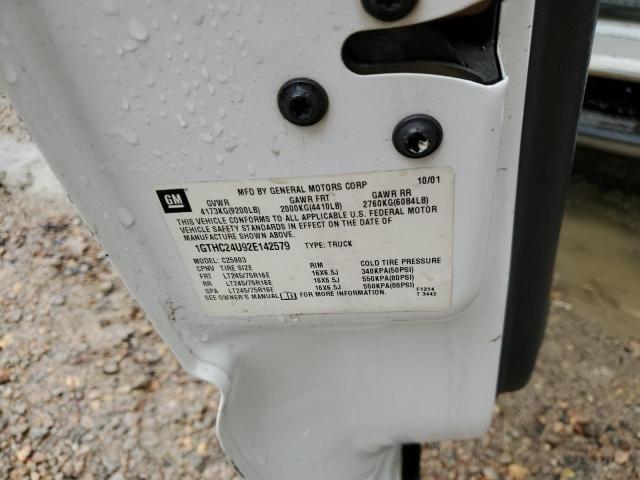 GM MFD BY GENERAL MOTORS CORP 10/01
GVWR GAWR FRT GAWR RR
4173KG(9200LB) 2000KG(4410LB) 2760KG(6084LB)
THIS VEHICLE CONFORMS TO ALL APPLICABLE U.S. FEDERAL MOTOR
VEHICLE SAFETY STANDARDS IN EFFECT ON THE DATE OF
MANUFACTURE SHOWN ABOVE.
1GTHC24U92E142579 TYPE: TRUCK
MODEL: C25903
CPNV TIRE SIZE RIM COLD TIRE PRESSURE
FRT LT245/75R16E 16X6.5J 340KPA(50PSI)
RR LT245/75R16E 16X6.5J 550KPA(80PSI)
SPA LT245/75R16E 16X6.5J 550KPA(80PSI)
SEE OWNER'S MANUAL FOR MORE INFORMATION. F1214
T 3442